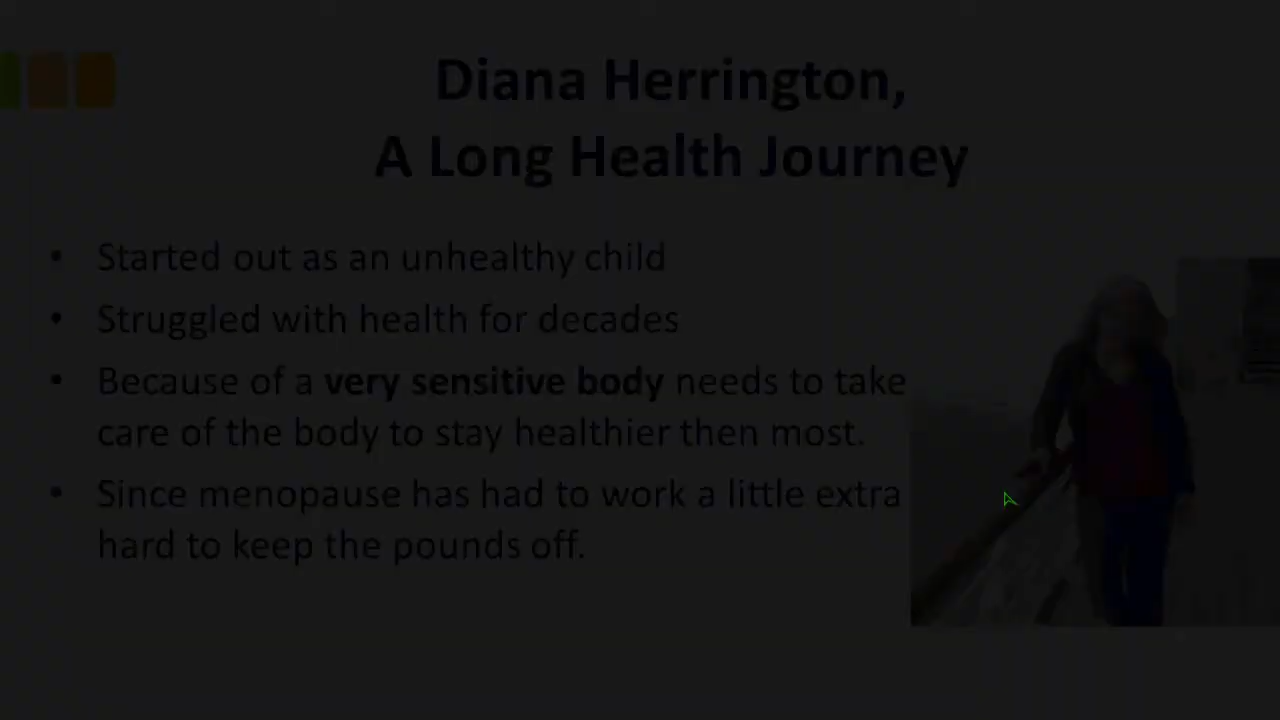 Diana Herrington,
A Long Health Journey
• Started out as an unhealthy child
• Struggled with health for decades
• Because of a very sensitive body needs to take
care of the body to stay healthier then most.
• Since menopause has had to work a little extra
hard to keep the pounds off.